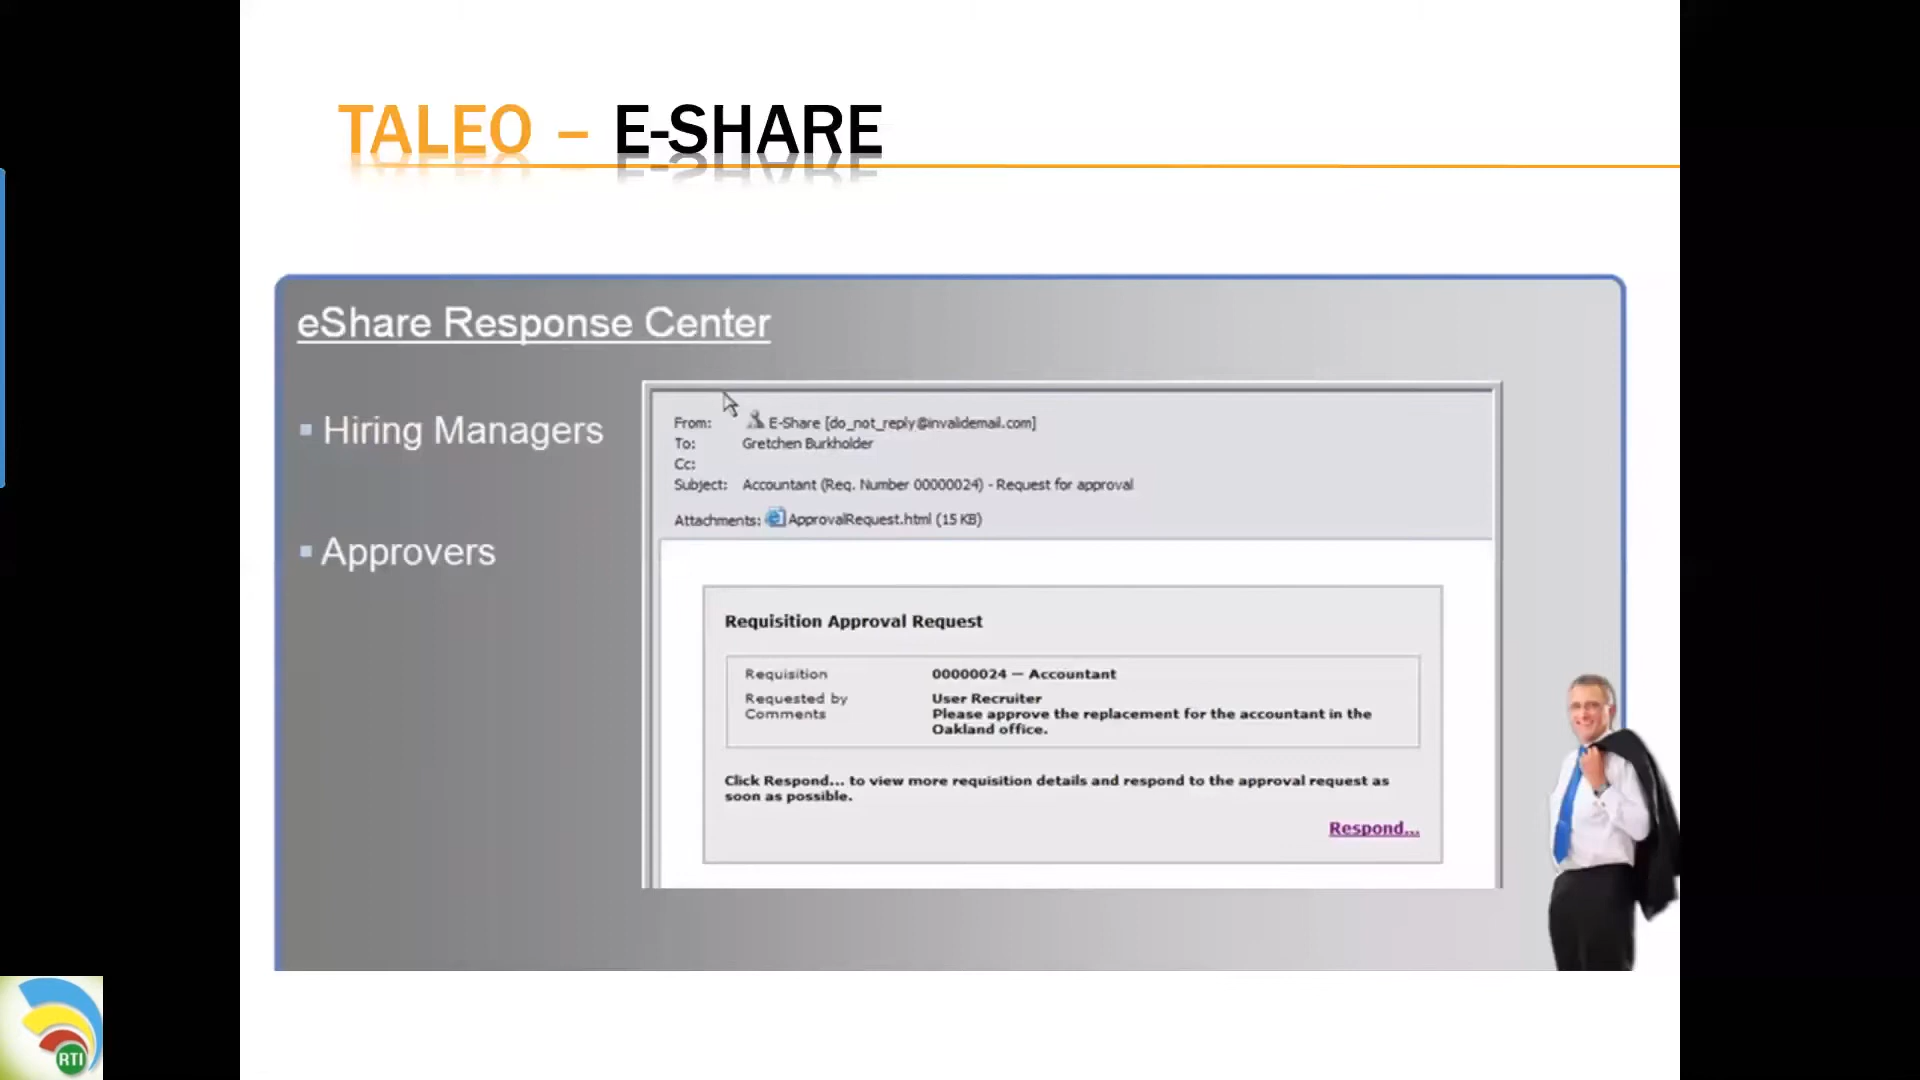 TALEO – E-SHARE
eShare Response Center
▪ Hiring Managers
▪ Approvers
From: E-Share [do_not_reply@invalidemail.com]
To: Gretchen Burkholder
Cc:
Subject: Accountant (Req. Number 00000024) - Request for approval
Attachments: ApprovalRequest.html (15 KB)
Requisition Approval Request
Requisition 00000024 — Accountant
Requested by User Recruiter
Comments Please approve the replacement for the accountant in the
Oakland office.
Click Respond... to view more requisition details and respond to the approval request as
soon as possible.
Respond...
RTI